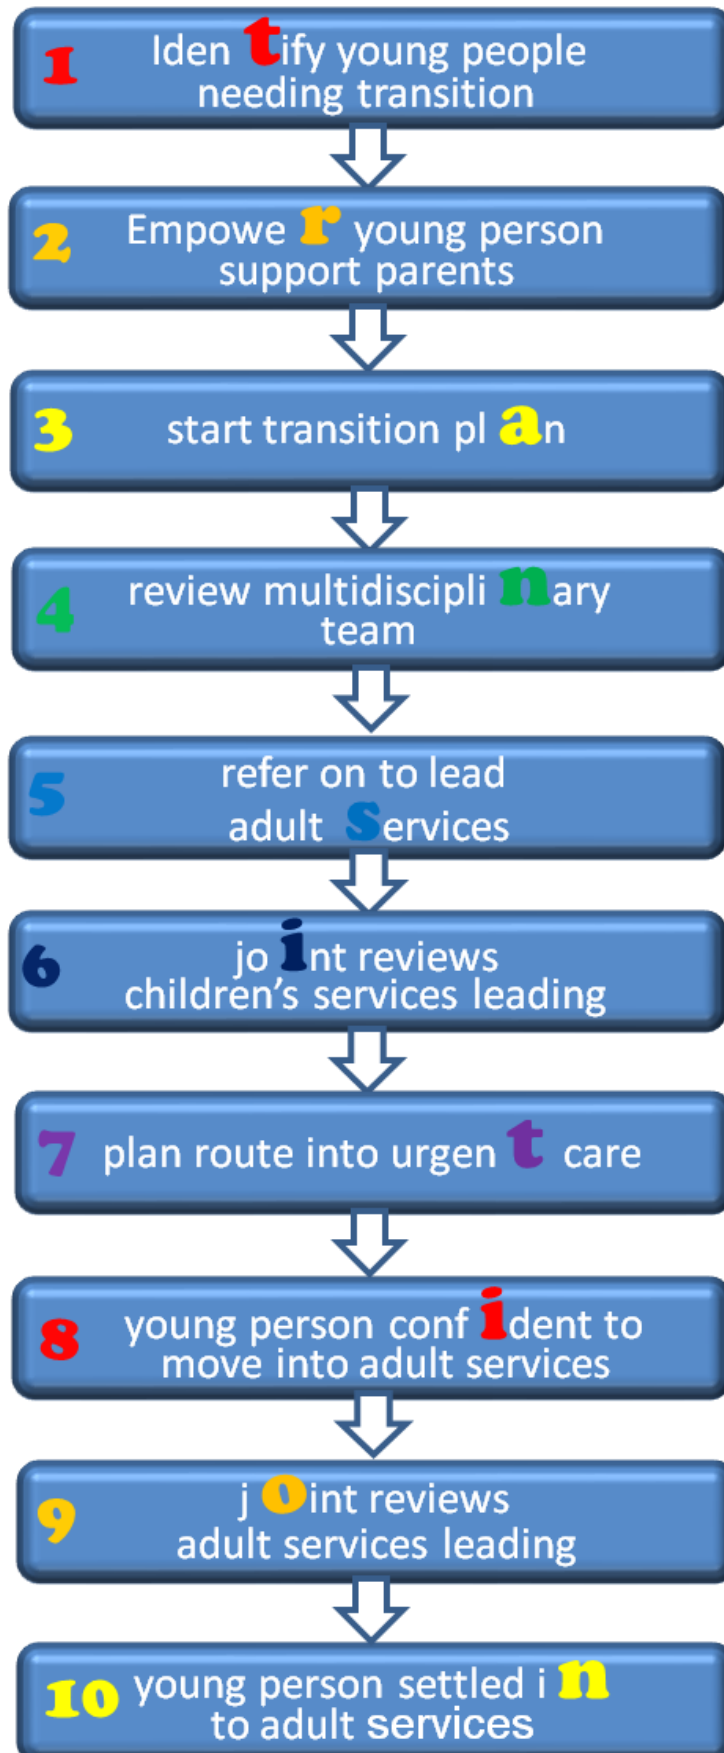 1 Identify young people
needing transition
2 Empower young person
support parents
3 start transition plan
4 review multidisciplinary
team
5 refer on to lead
adult services
6 joint reviews
children's services leading
7 plan route into urgent care
8 young person confident to
move into adult services
9 joint reviews
adult services leading
10 young person settled in
to adult services